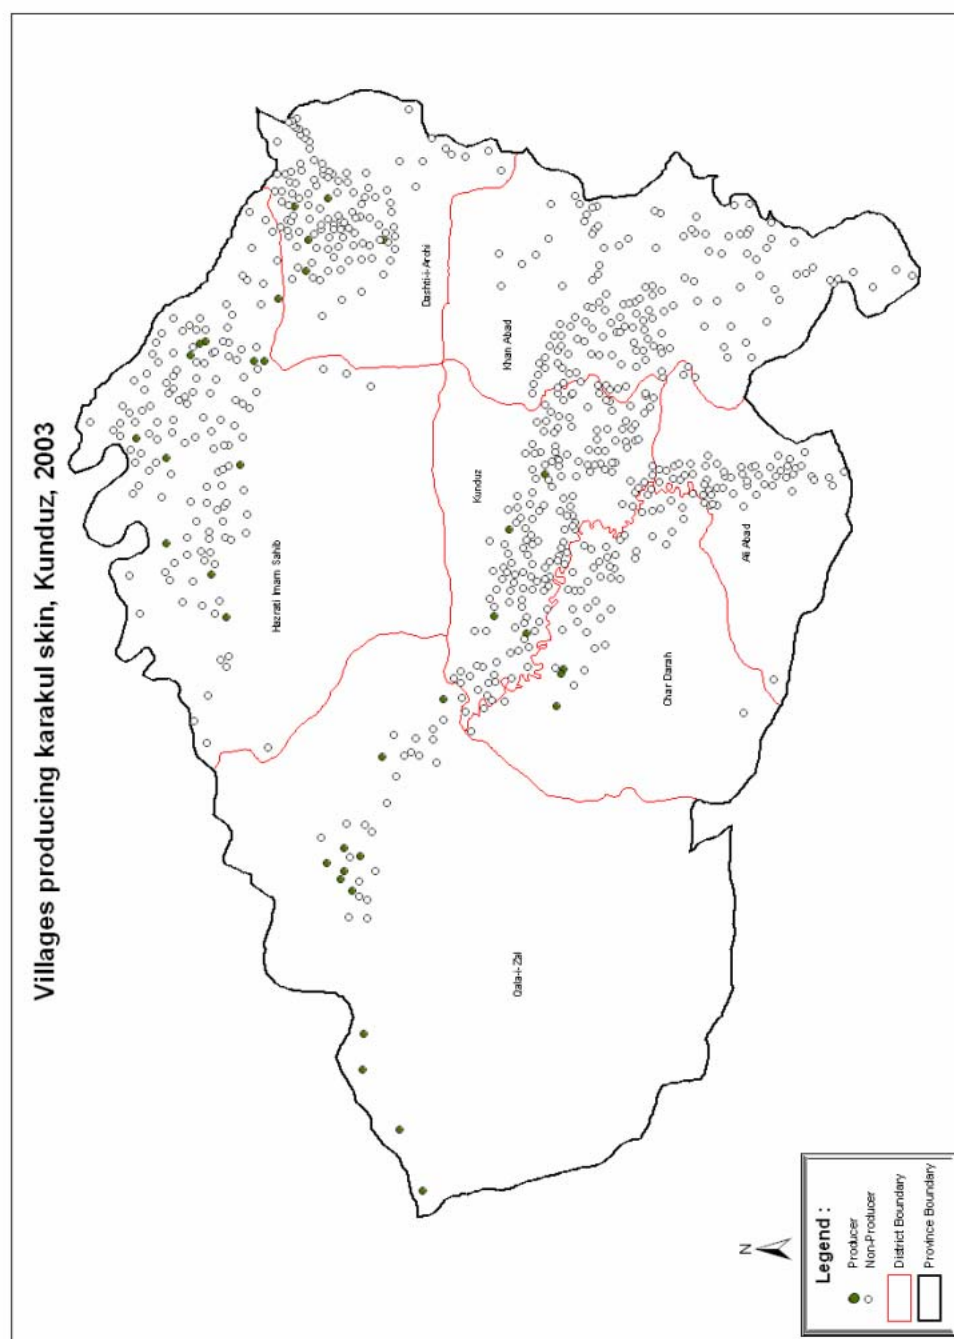 Villages producing karakul skin, Kunduz, 2003
Hazrati Imam Sahib
Dashti-i-Archi
Kunduz
Khan Abad
Qala-i-Zal
Char Darah
Ali Abad
N
Legend :
Producer
Non-Producer
District Boundary
Province Boundary